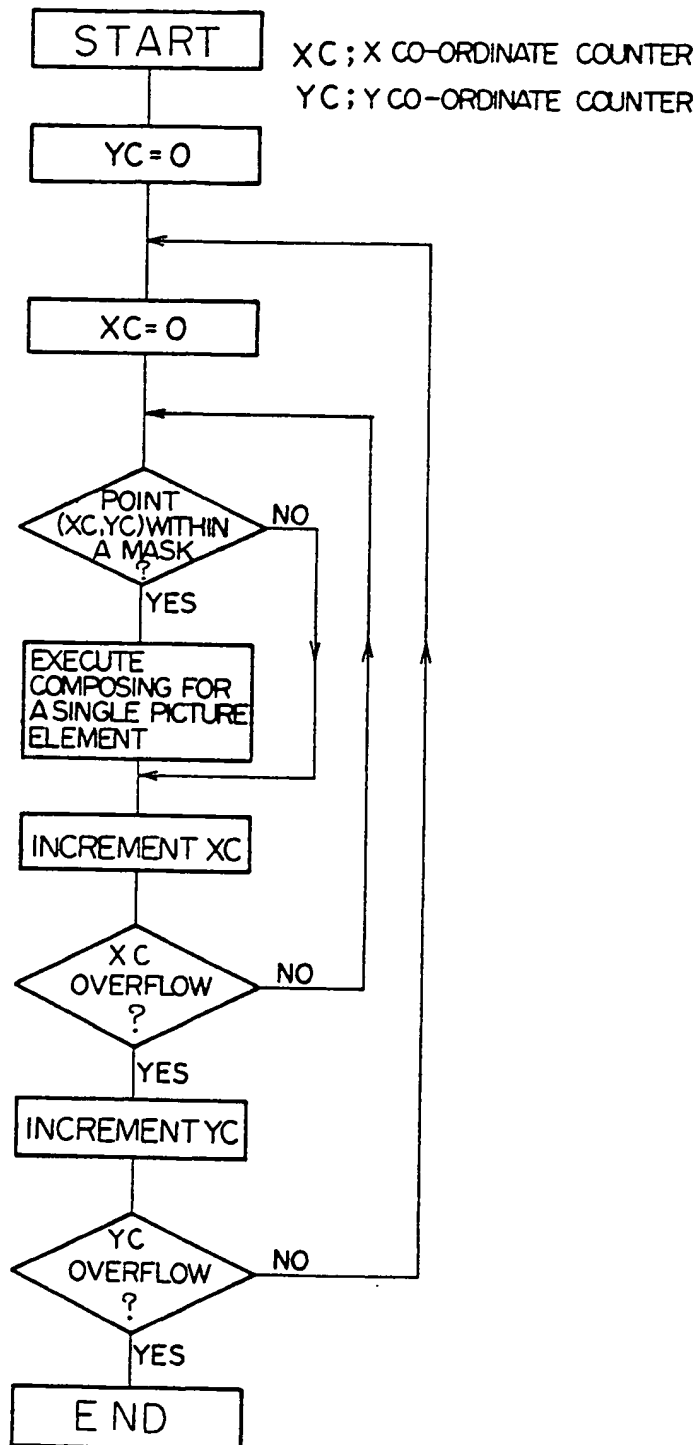 START
XC; X CO-ORDINATE COUNTER
YC; Y CO-ORDINATE COUNTER
YC=0
XC=0
POINT
(XC,YC) WITHIN
A MASK
?
NO
YES
EXECUTE
COMPOSING FOR
A SINGLE PICTURE
ELEMENT
INCREMENT XC
XC
OVERFLOW
?
NO
YES
INCREMENT YC
YC
OVERFLOW
?
NO
YES
END